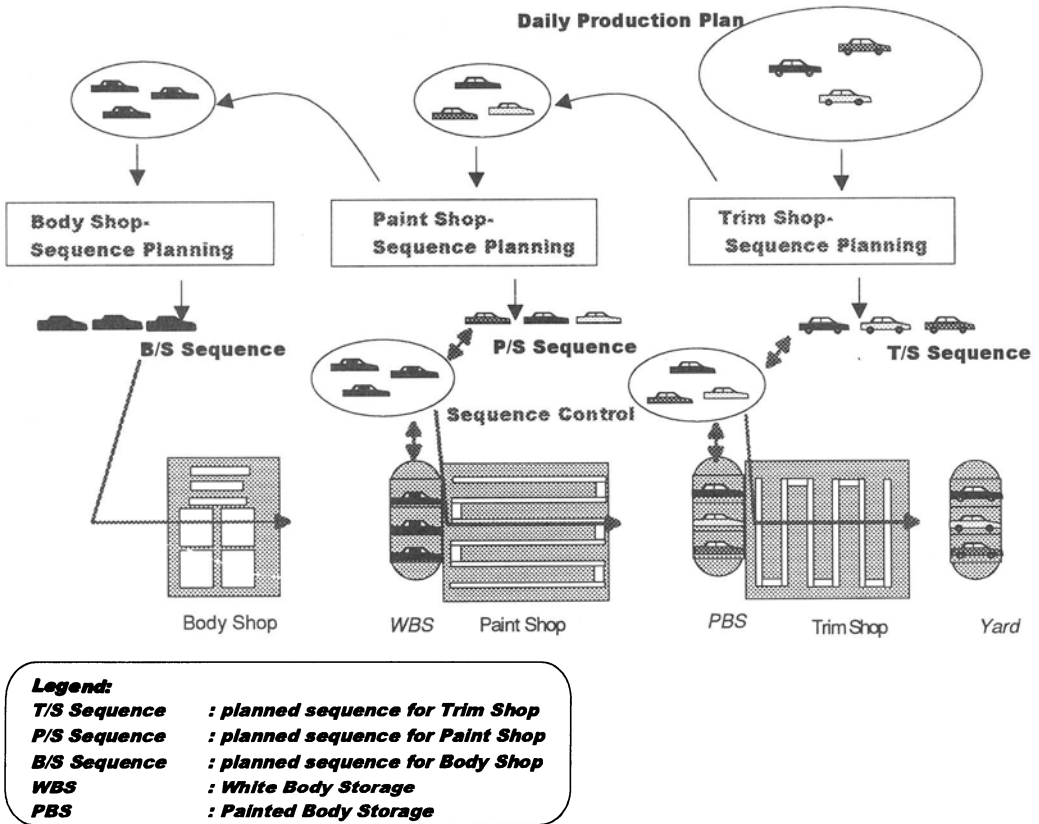 Daily Production Plan
Body Shop-
Sequence Planning
Paint Shop-
Sequence Planning
Trim Shop-
Sequence Planning
B/S Sequence
P/S Sequence
T/S Sequence
Sequence Control
Body Shop
WBS
Paint Shop
PBS
Trim Shop
Yard
Legend:
T/S Sequence : planned sequence for Trim Shop
P/S Sequence : planned sequence for Paint Shop
B/S Sequence : planned sequence for Body Shop
WBS : White Body Storage
PBS : Painted Body Storage